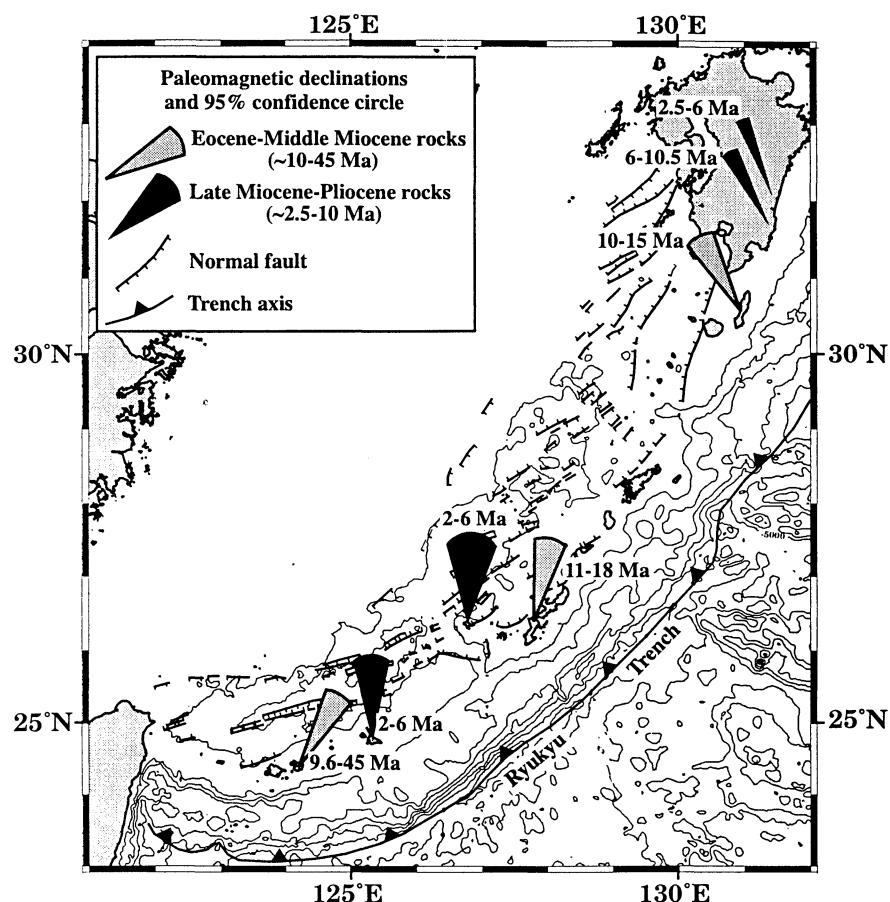 125°E
130°E
Paleomagnetic declinations
and 95% confidence circle
Eocene-Middle Miocene rocks
(~10-45 Ma)
Late Miocene-Pliocene rocks
(~2.5-10 Ma)
Normal fault
Trench axis
2.5-6 Ma
6-10.5 Ma
10-15 Ma
30°N
30°N
2-6 Ma
-5000
11-18 Ma
Trench
Ryukyu
25°N
25°N
2-6 Ma
9.6-45 Ma
125°E
130°E